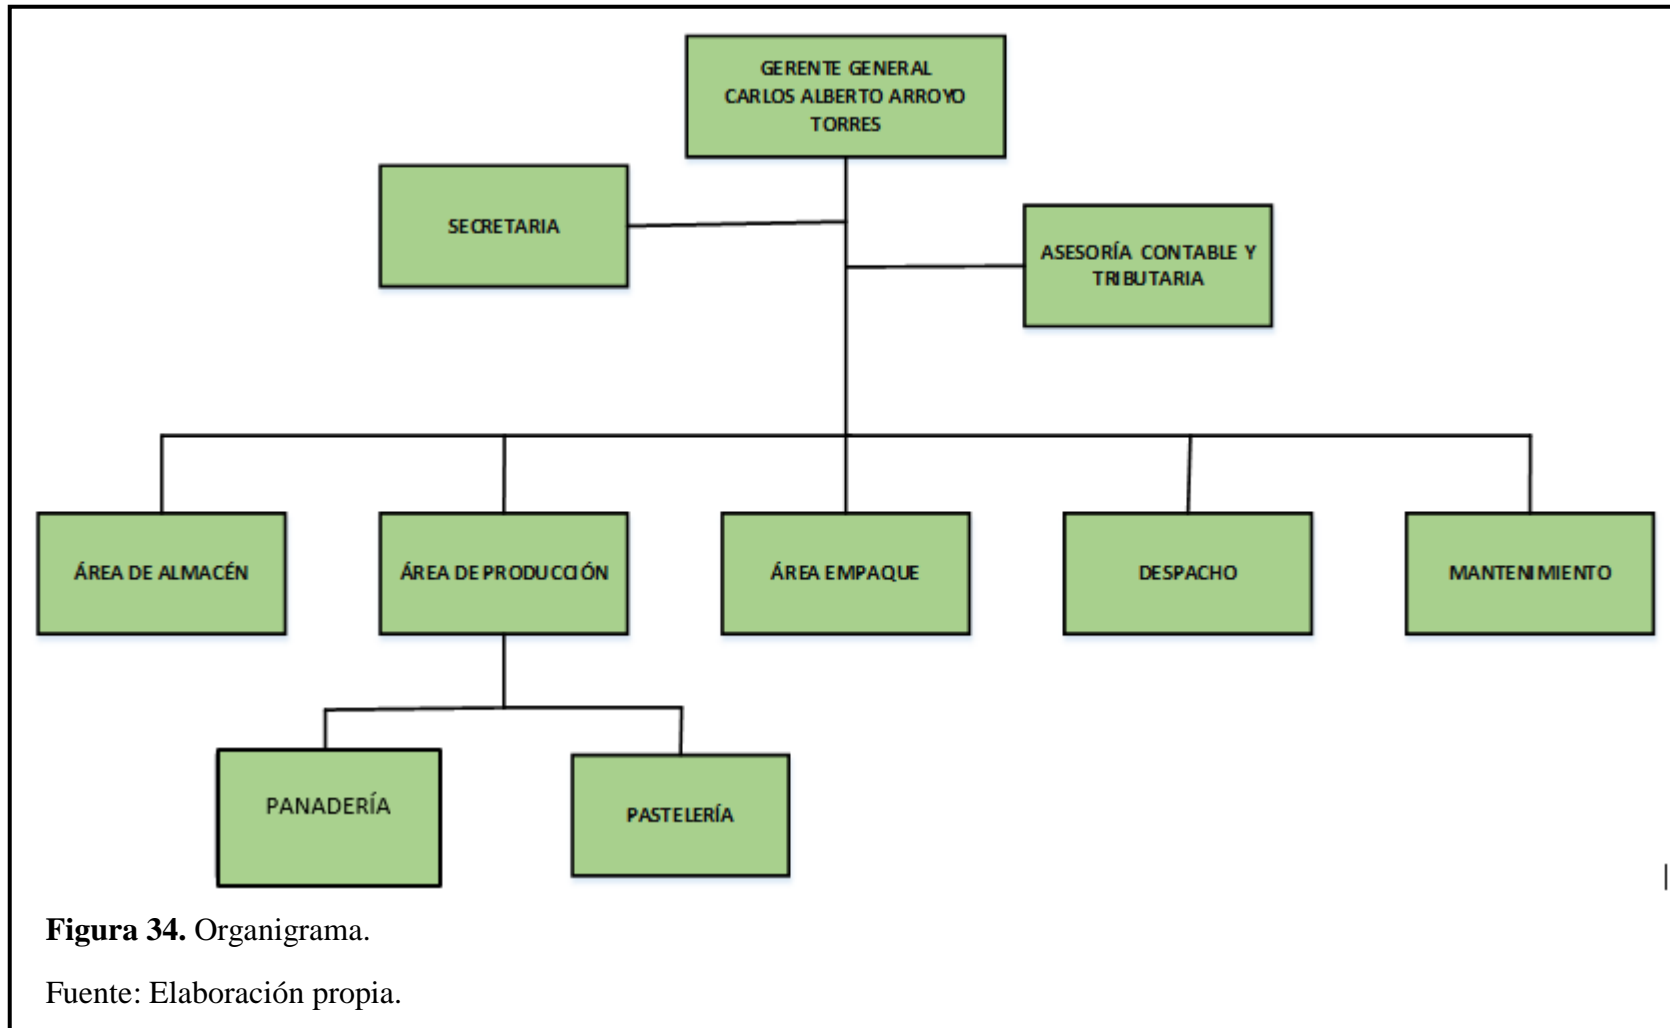 GERENTE GENERAL
CARLOS ALBERTO ARROYO
TORRES
SECRETARIA
ASESORÍA CONTABLE Y
TRIBUTARIA
ÁREA DE ALMACÉN
ÁREA DE PRODUCCIÓN
ÁREA EMPAQUE
DESPACHO
MANTENIMIENTO
PANADERÍA
PASTELERÍA
Figura 34. Organigrama.
Fuente: Elaboración propia.